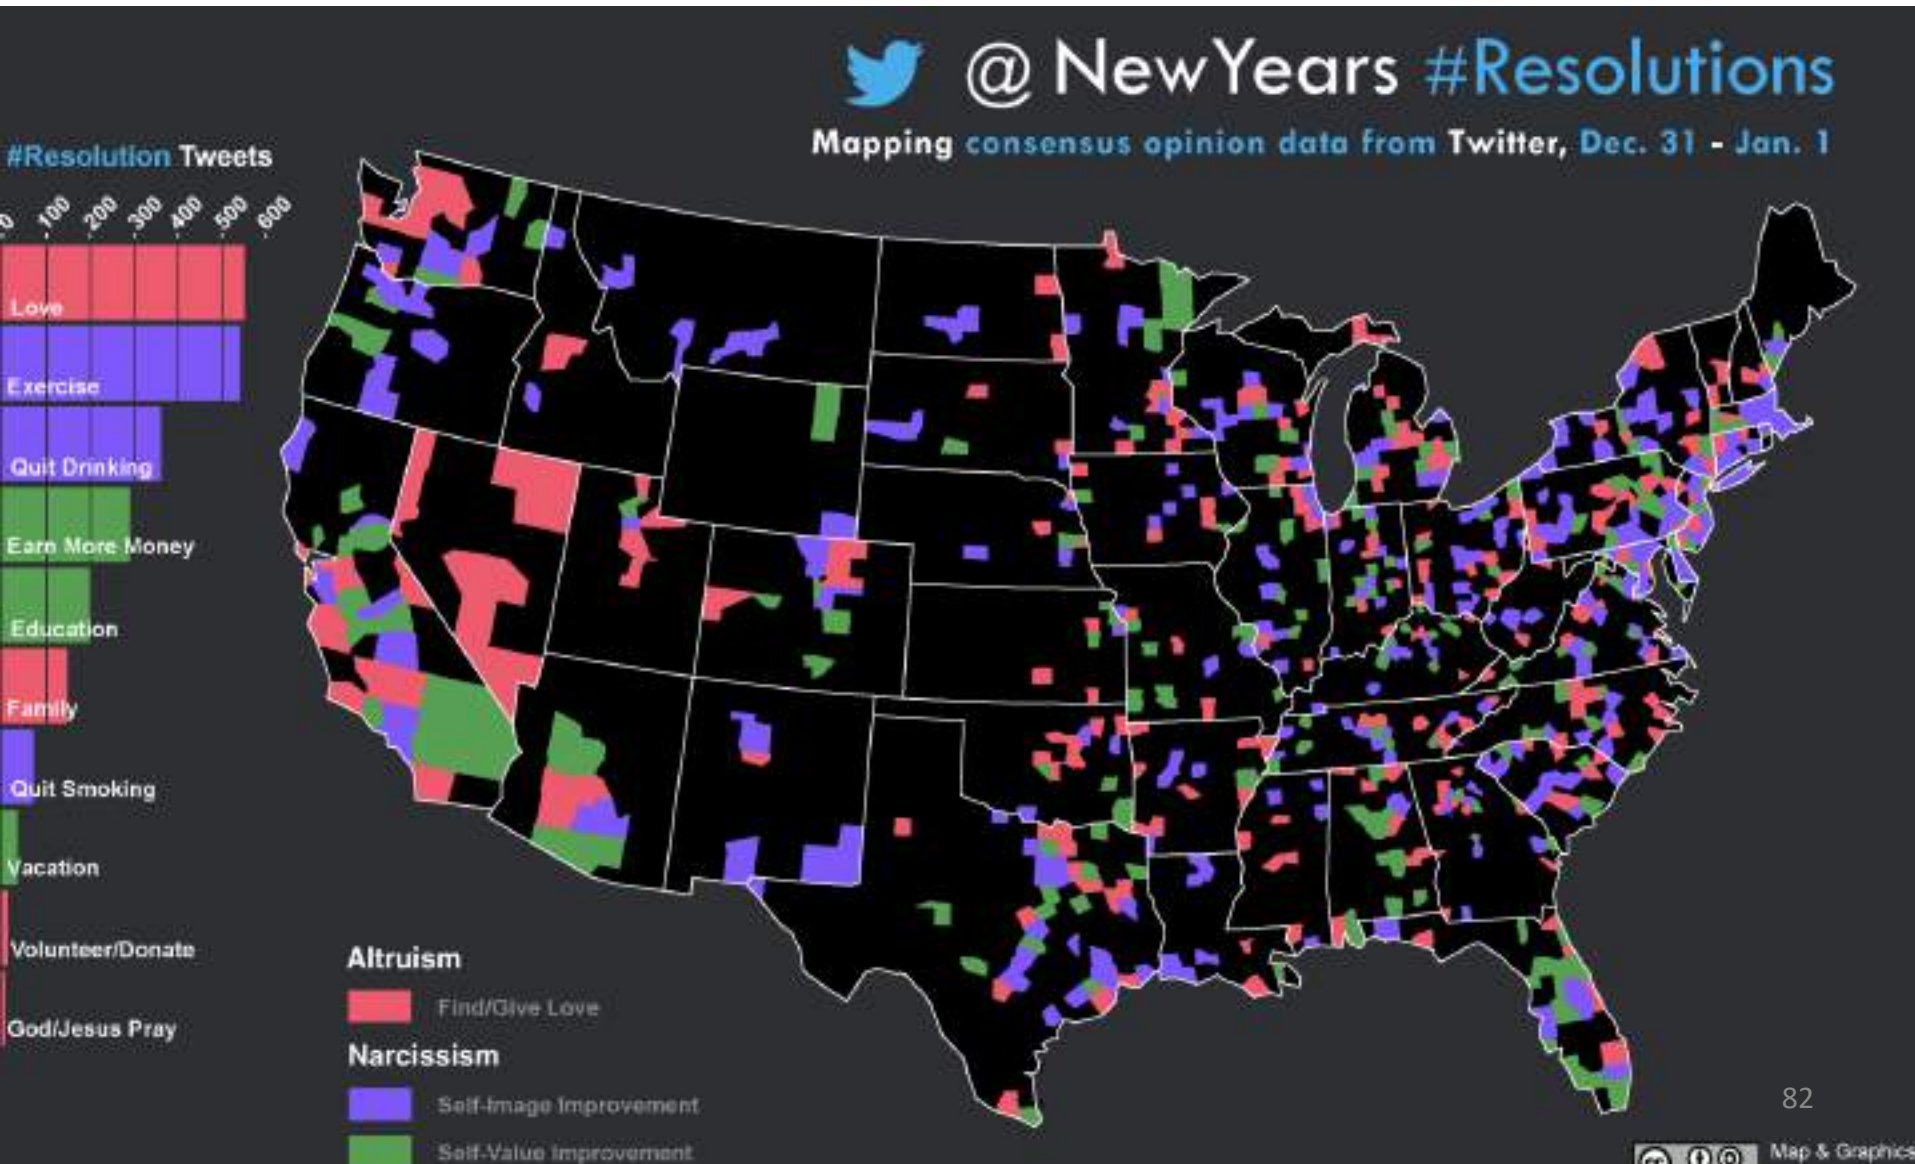 @ NewYears #Resolutions
Mapping consensus opinion data from Twitter, Dec. 31 - Jan. 1
#Resolution Tweets
0 100 200 300 400 500 600
Love
Exercise
Quit Drinking
Earn More Money
Education
Family
Quit Smoking
Vacation
Volunteer/Donate
God/Jesus Pray
Altruism
Find/Give Love
Narcissism
Self-Image Improvement
Self-Value Improvement
82
Map & Graphics